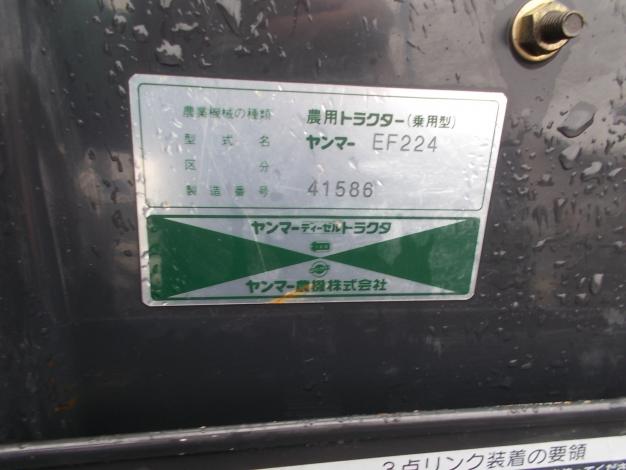 農業機械の種類 農用トラクター(乗用型)
型式名 ヤンマー EF224
区分
製造番号 41586
ヤンマーディーゼルトラクタ
ヤンマー農機株式会社
3点リンク装着の要領